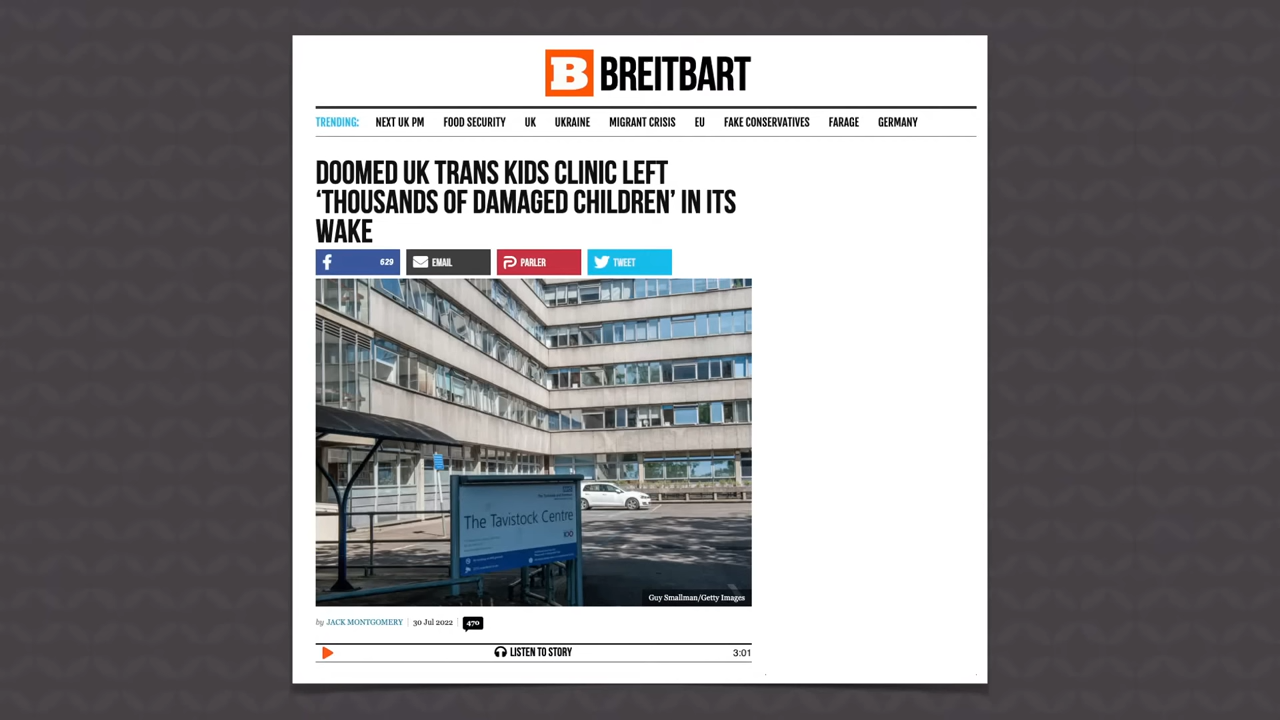 B BREITBART
TRENDING: NEXT UK PM FOOD SECURITY UK UKRAINE MIGRANT CRISIS EU FAKE CONSERVATIVES FARAGE GERMANY
DOOMED UK TRANS KIDS CLINIC LEFT
‘THOUSANDS OF DAMAGED CHILDREN’ IN ITS
WAKE
629 EMAIL PARLER TWEET
The Tavistock Centre
Guy Smallman/Getty Images
by JACK MONTGOMERY 30 Jul 2022 470
LISTEN TO STORY 3:01